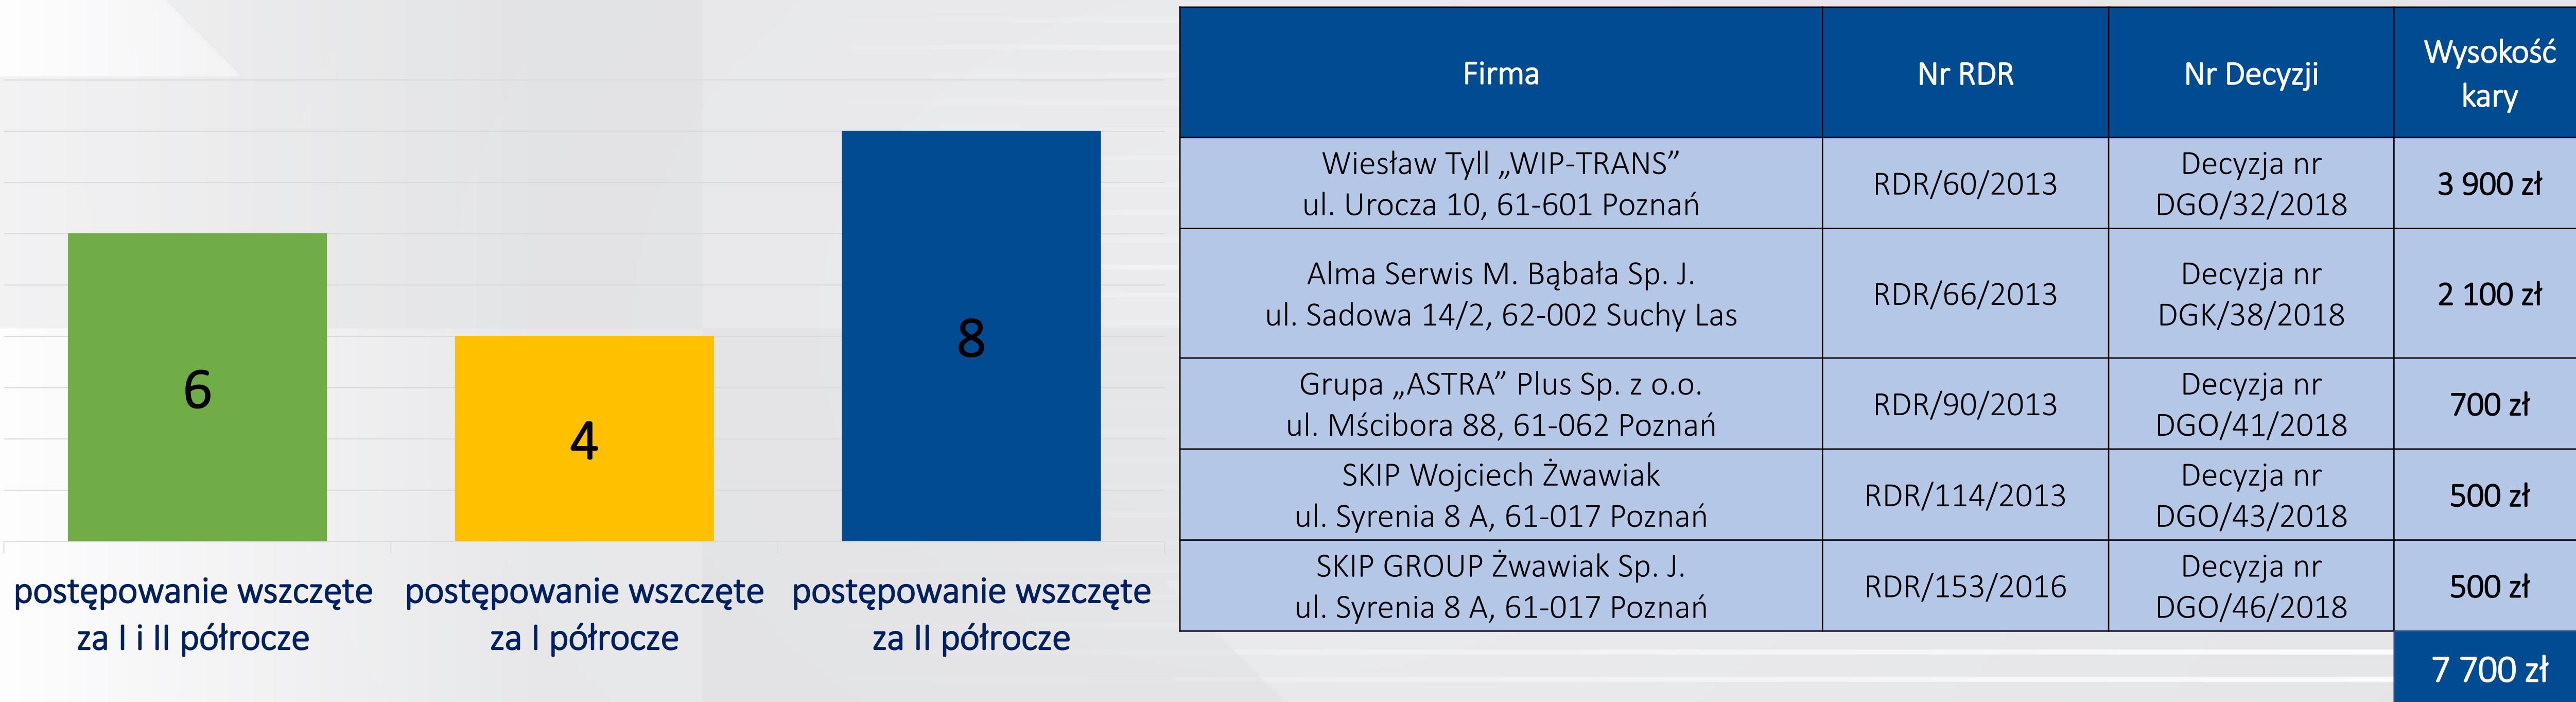 6
4
8
postępowanie wszczęte
za I i II półrocze
postępowanie wszczęte
za I półrocze
postępowanie wszczęte
za II półrocze
Firma
Nr RDR
Nr Decyzji
Wysokość
kary
Wiesław Tyll „WIP-TRANS”
ul. Urocza 10, 61-601 Poznań
RDR/60/2013
Decyzja nr
DGO/32/2018
3 900 zł
Alma Serwis M. Bąbała Sp. J.
ul. Sadowa 14/2, 62-002 Suchy Las
RDR/66/2013
Decyzja nr
DGK/38/2018
2 100 zł
Grupa „ASTRA” Plus Sp. z o.o.
ul. Mścibora 88, 61-062 Poznań
RDR/90/2013
Decyzja nr
DGO/41/2018
700 zł
SKIP Wojciech Żwawiak
ul. Syrenia 8 A, 61-017 Poznań
RDR/114/2013
Decyzja nr
DGO/43/2018
500 zł
SKIP GROUP Żwawiak Sp. J.
ul. Syrenia 8 A, 61-017 Poznań
RDR/153/2016
Decyzja nr
DGO/46/2018
500 zł
7 700 zł